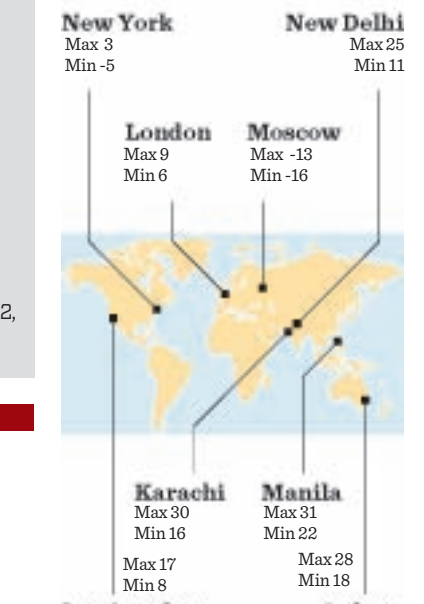 New York
Max 3
Min -5
New Delhi
Max 25
Min 11
London
Max 9
Min 6
Moscow
Max -13
Min -16
2,
Karachi
Max 30
Min 16
Manila
Max 31
Min 22
Max 17
Min 8
Max 28
Min 18